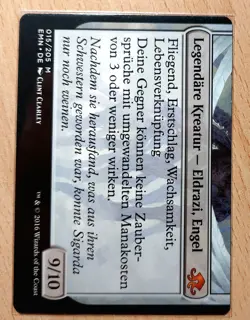 Legendäre Kreatur — Eldrazi, Engel
Fliegend, Erstschlag, Wachsamkeit,
Lebensverknüpfung
Deine Gegner können keine Zauber-
sprüche mit umgewandelten Manakosten
von 3 oder weniger wirken.
Nachdem sie herausfand, was aus ihren
Schwestern geworden war, konnte Sigarda
nur noch weinen.
9/10
015/205 M
EMN • DE CLINT CEARLEY
™ & © 2016 Wizards of the Coast